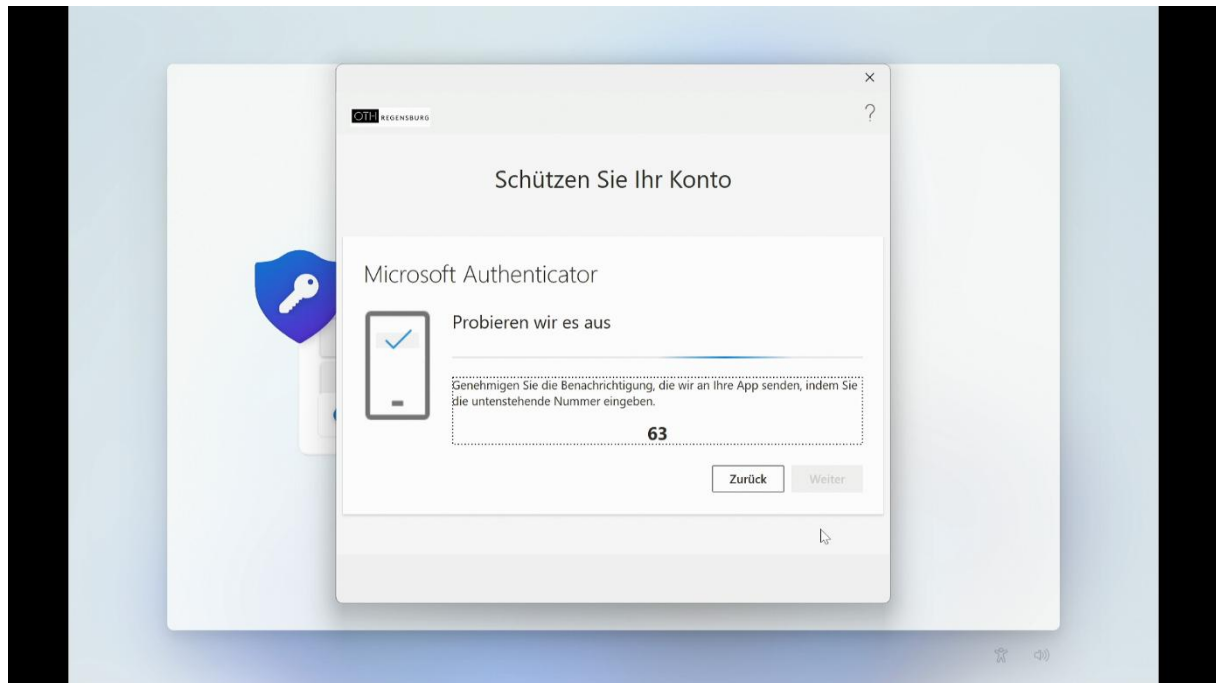 OTH REGENSBURG
?
Schützen Sie Ihr Konto
Microsoft Authenticator
Probieren wir es aus
Genehmigen Sie die Benachrichtigung, die wir an Ihre App senden, indem Sie
die untenstehende Nummer eingeben.
63
Zurück
Weiter